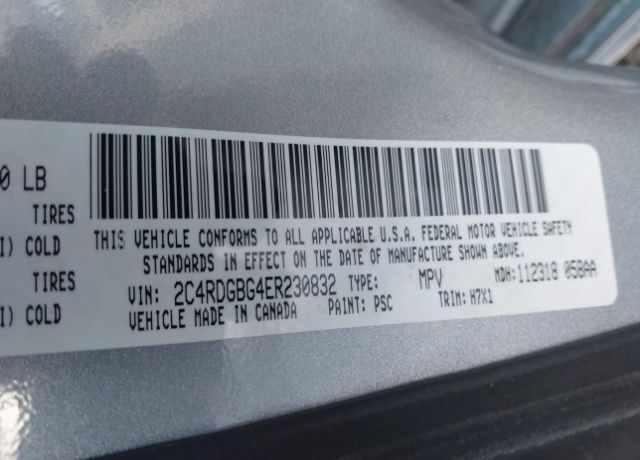 0 LB
TIRES
I) COLD
TIRES
I) COLD
THIS VEHICLE CONFORMS TO ALL APPLICABLE U.S.A. FEDERAL MOTOR VEHICLE SAFETY
STANDARDS IN EFFECT ON THE DATE OF MANUFACTURE SHOWN ABOVE.
VIN: 2C4RDGBG4ER230832 TYPE: MPV MDH: 112318 058AA
VEHICLE MADE IN CANADA PAINT: PSC TRIM: H7X1